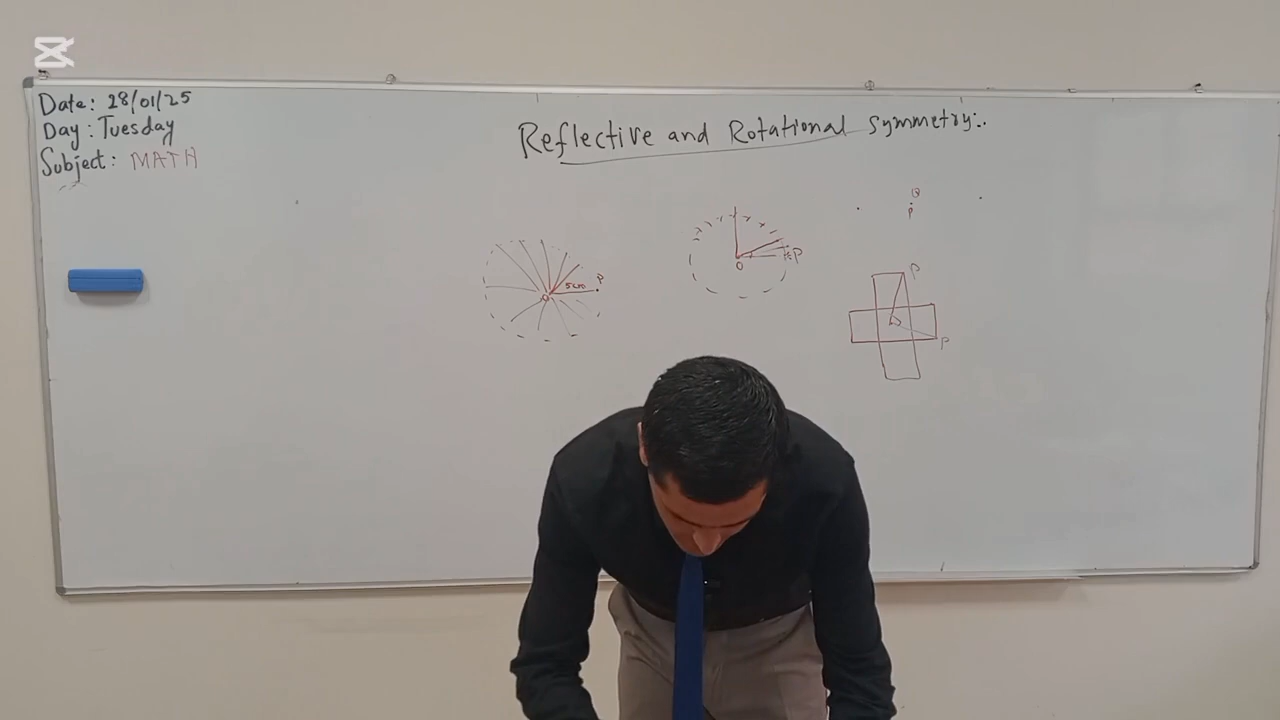 Date: 28/01/25
Day: Tuesday
Subject: MATH
Reflective and Rotational Symmetry:.
Q
P
5cm P
O
P
O
P
P